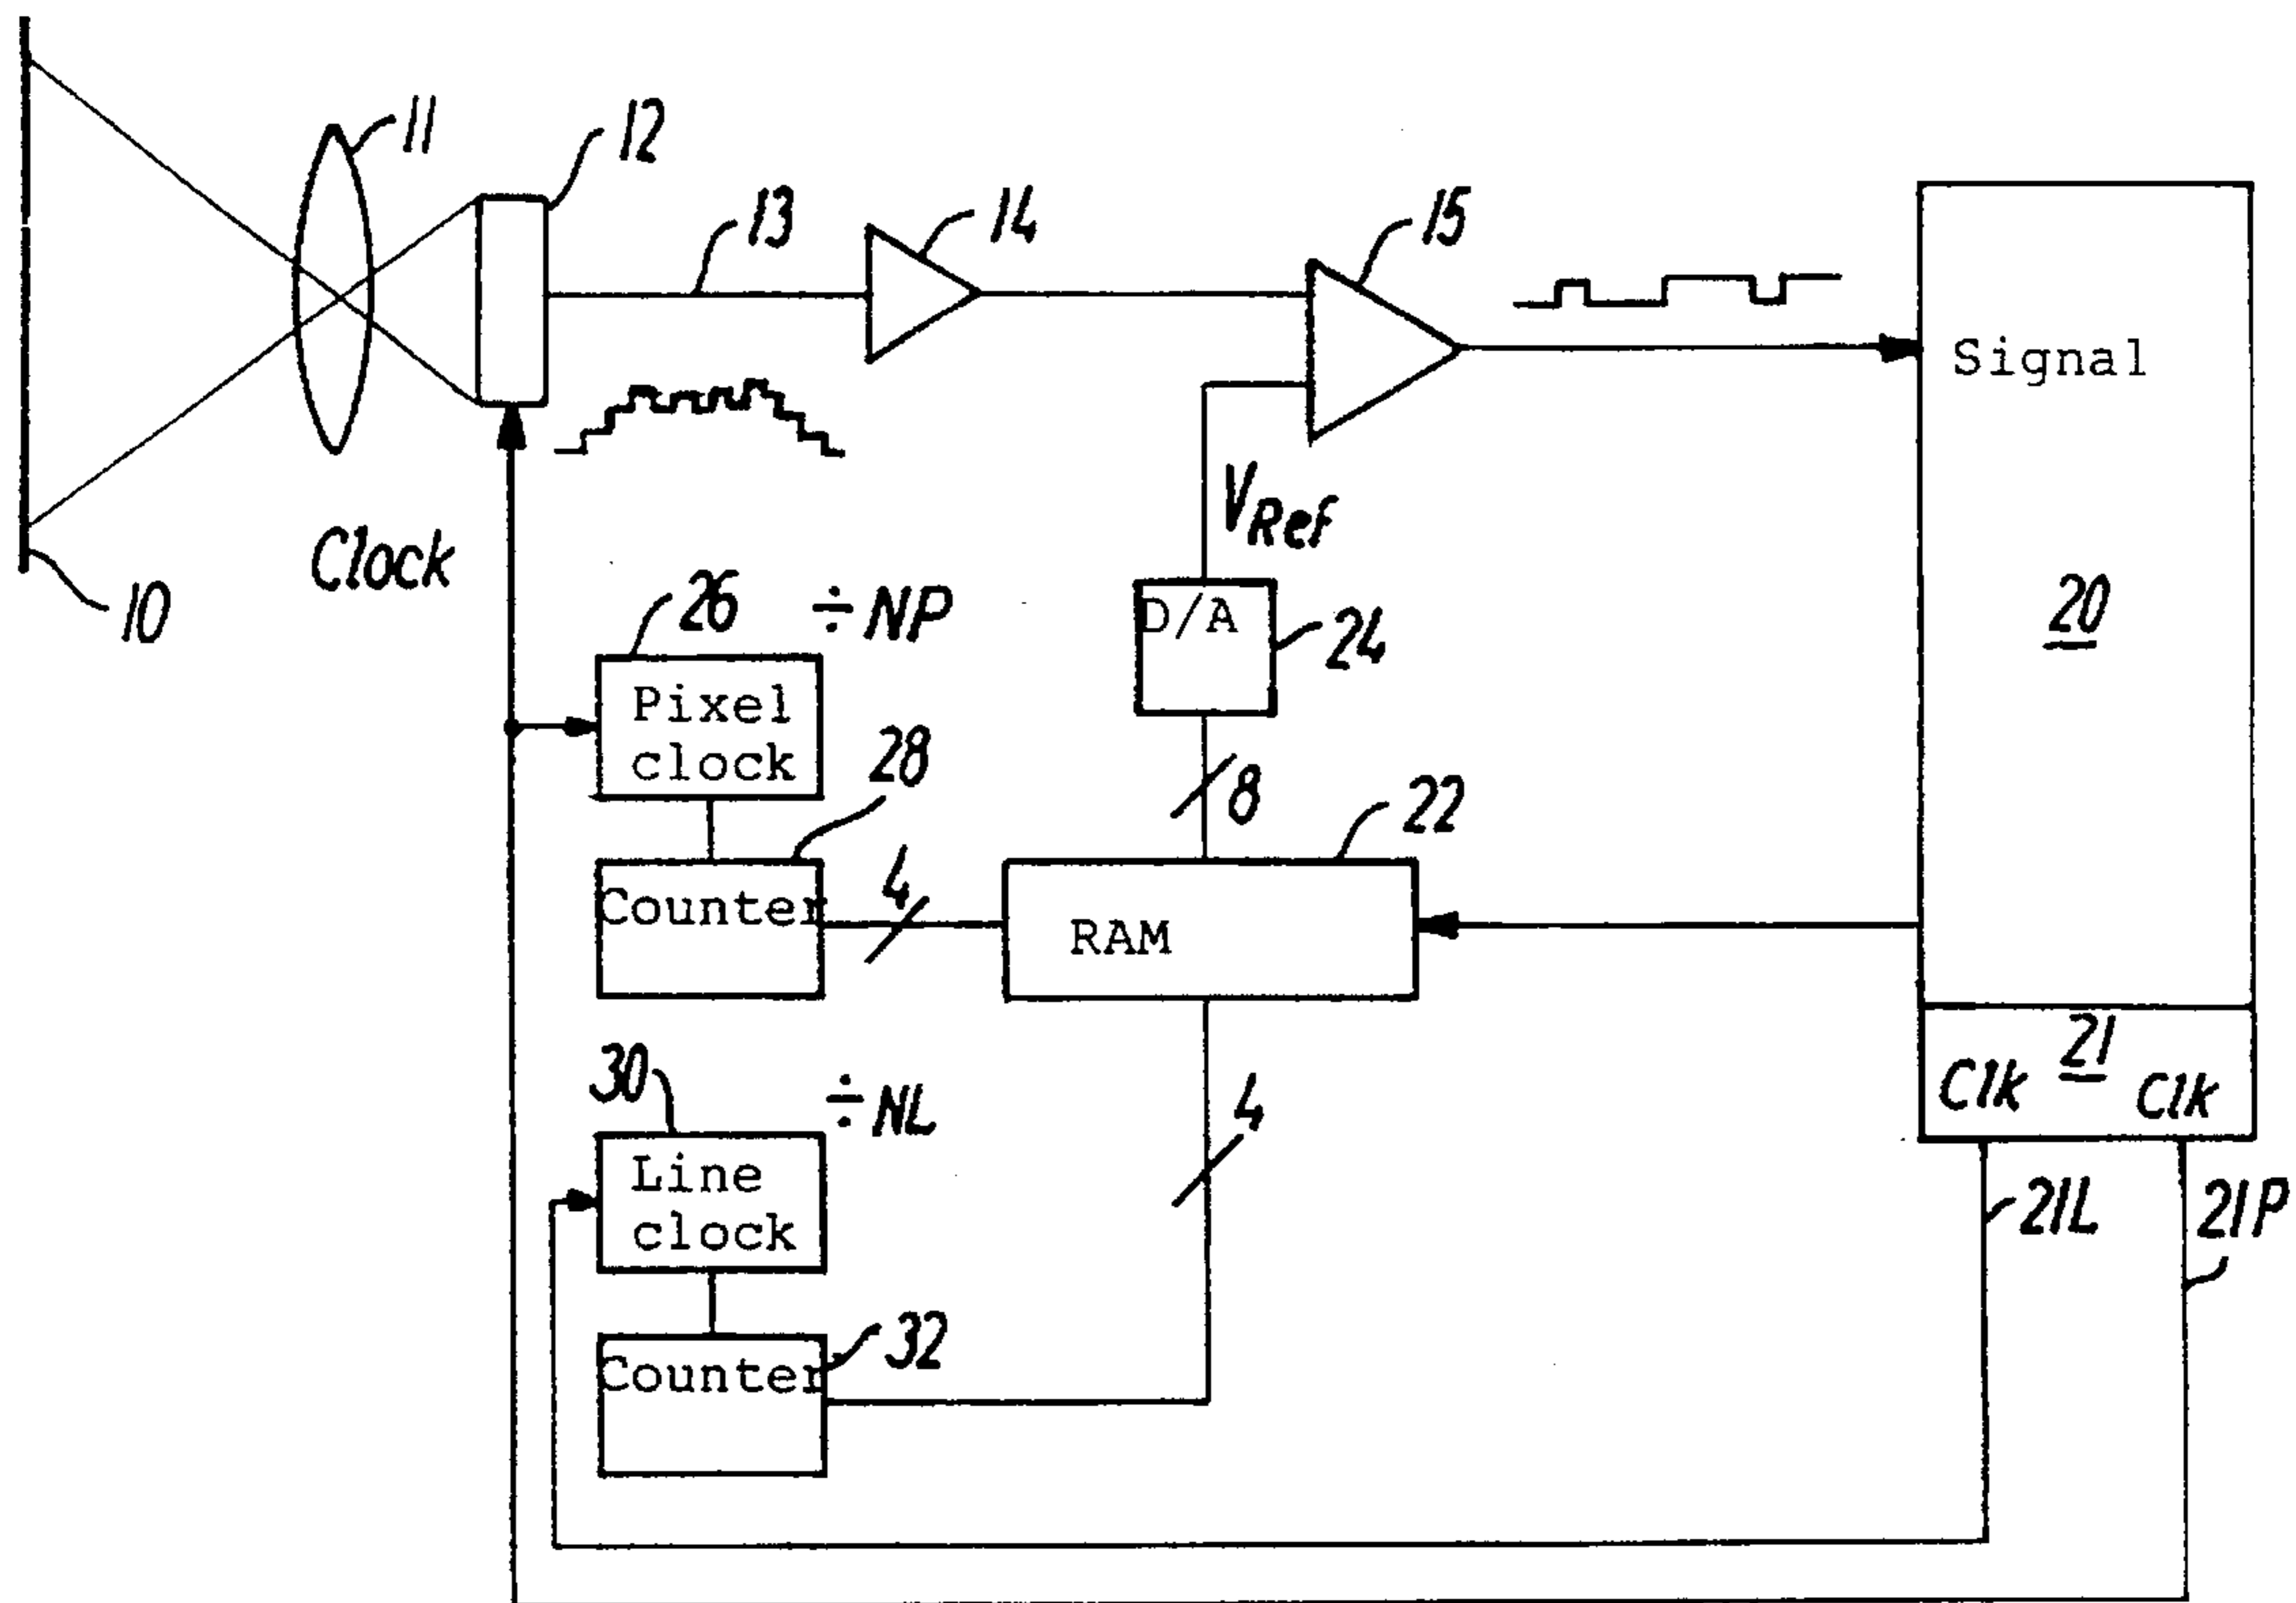 11
12
13
14
15
Signal
VRef
Clock
10
26
÷NP
D/A
24
20
Pixel
clock
28
8
22
Counter
4
RAM
21
Clk
Clk
30
÷NL
4
Line
clock
21L
21P
32
Counter